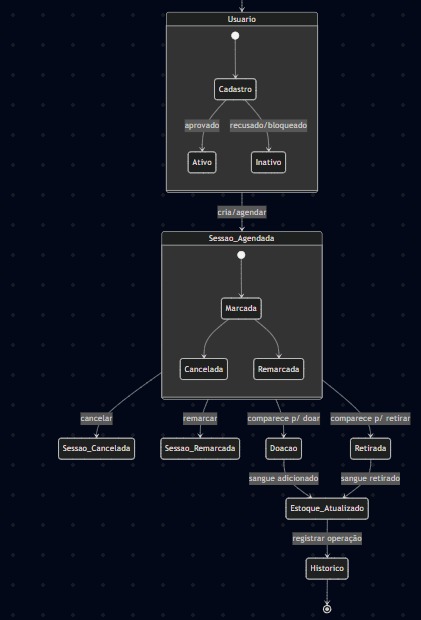 Usuario
Cadastro
aprovado
recusado/bloqueado
Ativo
Inativo
cria/agendar
Sessao_Agendada
Marcada
Cancelada
Remarcada
cancelar
remarcar
comparece p/ doar
comparece p/ retirar
Sessao_Cancelada
Sessao_Remarcada
Doacao
Retirada
sangue adicionado
sangue retirado
Estoque_Atualizado
registrar operação
Historico